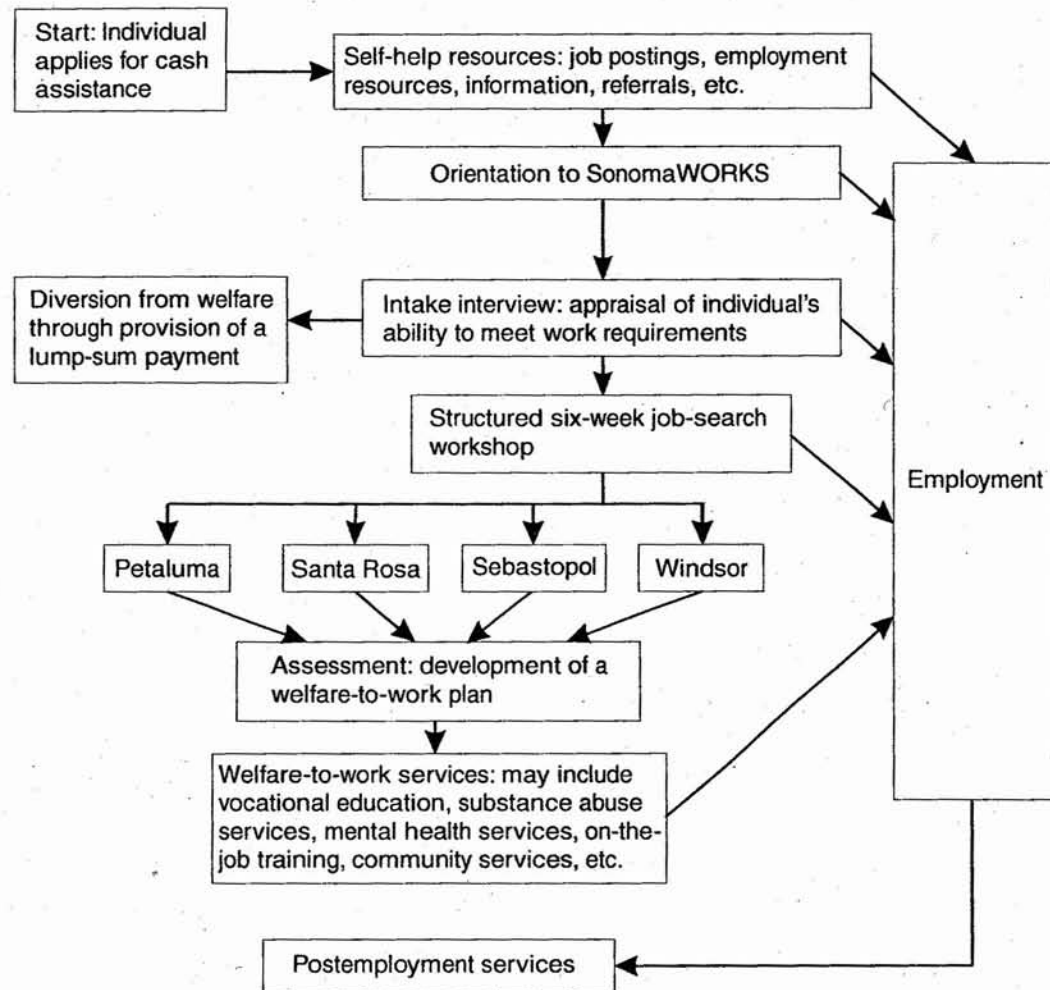 Start: Individual
applies for cash
assistance
Self-help resources: job postings, employment
resources, information, referrals, etc.
Orientation to SonomaWORKS
Diversion from welfare
through provision of a
lump-sum payment
Intake interview: appraisal of individual's
ability to meet work requirements
Structured six-week job-search
workshop
Employment
Petaluma
Santa Rosa
Sebastopol
Windsor
Assessment: development of a
welfare-to-work plan
Welfare-to-work services: may include
vocational education, substance abuse
services, mental health services, on-the-
job training, community services, etc.
Postemployment services